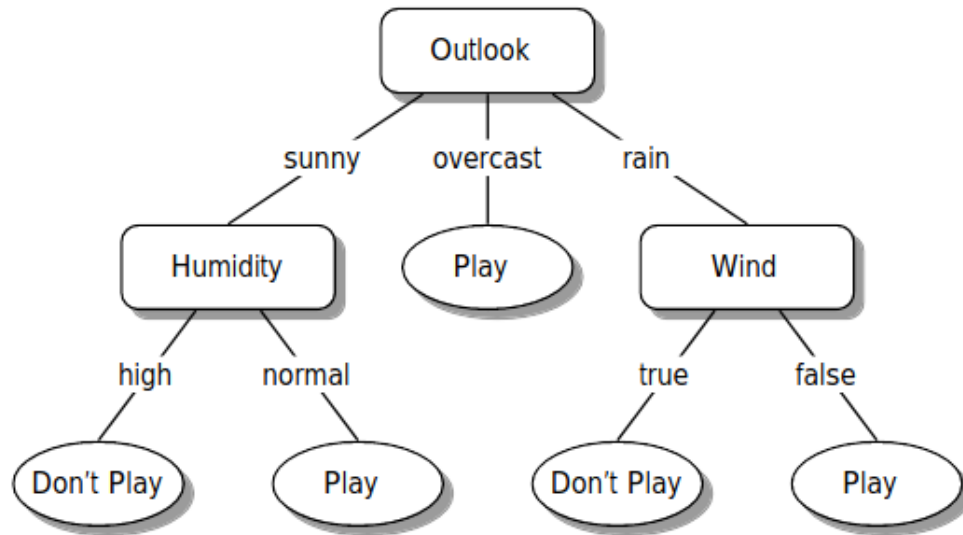 Outlook
sunny overcast rain
Humidity Play Wind
high normal true false
Don't Play Play Don't Play Play